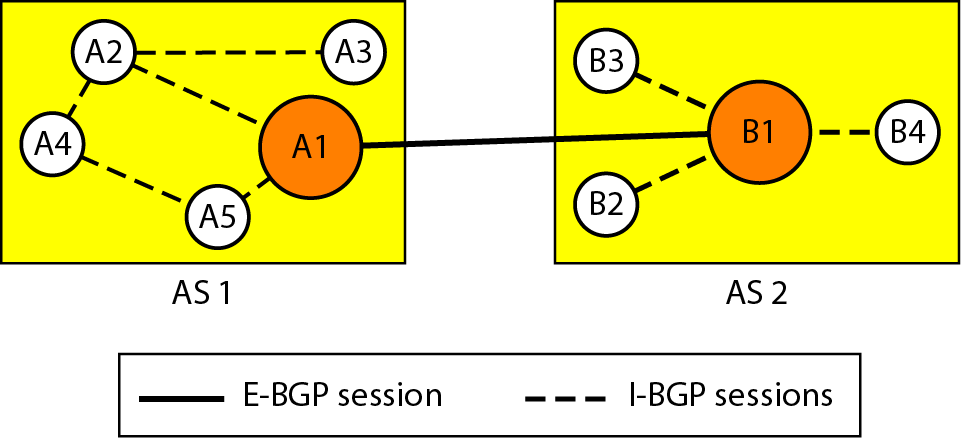 A2
A3
A4
A1
A5
B3
B1
B4
B2
AS 1
AS 2
E-BGP session
I-BGP sessions